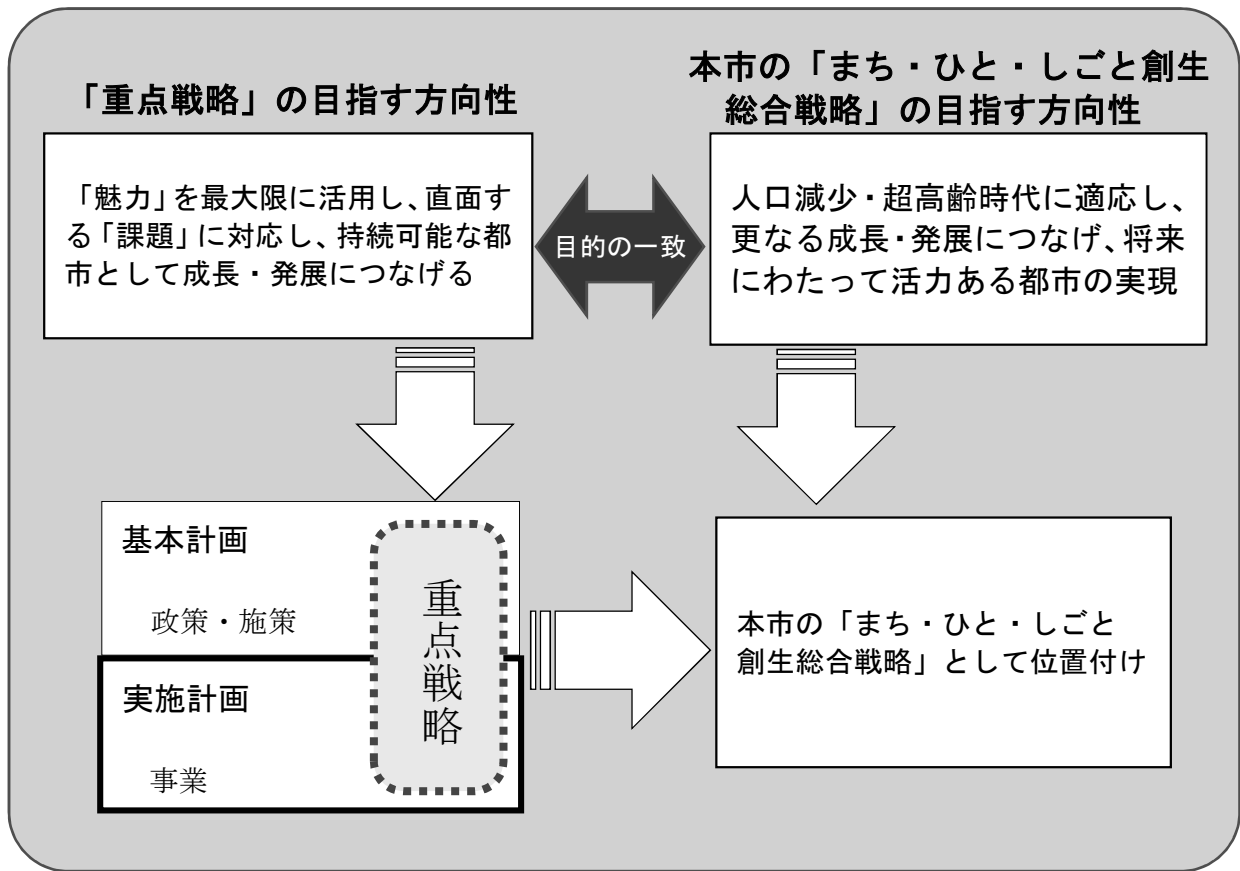 「重点戦略」の目指す方向性
「魅力」を最大限に活用し、直面す
る「課題」に対応し、持続可能な都
市として成長・発展につなげる
目的の一致
本市の「まち・ひと・しごと創生
総合戦略」の目指す方向性
人口減少・超高齢時代に適応し、
更なる成長・発展につなげ、将来
にわたって活力ある都市の実現
基本計画
政策・施策
実施計画
事業
重点戦略
本市の「まち・ひと・しごと
創生総合戦略」として位置付け